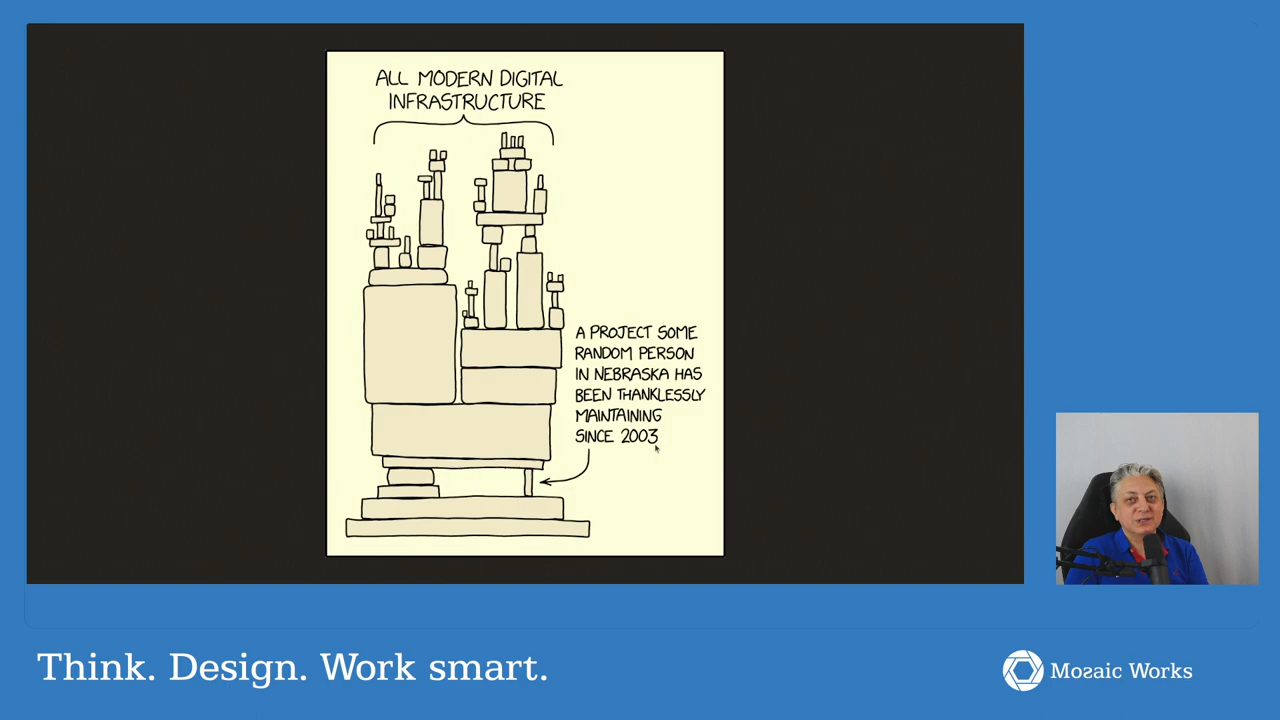 ALL MODERN DIGITAL
INFRASTRUCTURE
A PROJECT SOME
RANDOM PERSON
IN NEBRASKA HAS
BEEN THANKLESSLY
MAINTAINING
SINCE 2003
Think. Design. Work smart.
Mozaic Works